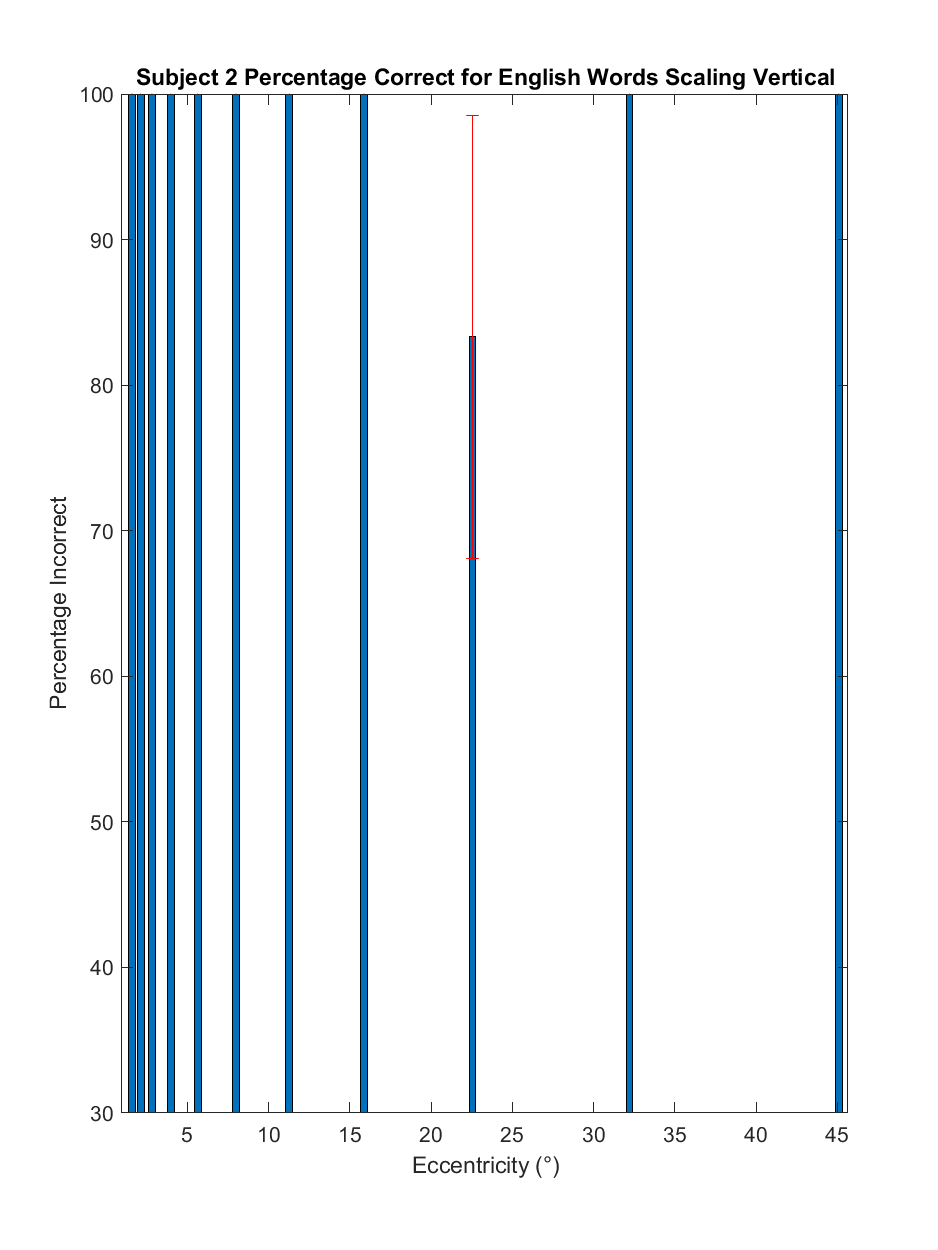 Subject 2 Percentage Correct for English Words Scaling Vertical
100
90
80
70
60
50
40
30
Percentage Incorrect
5 10 15 20 25 30 35 40 45
Eccentricity (°)